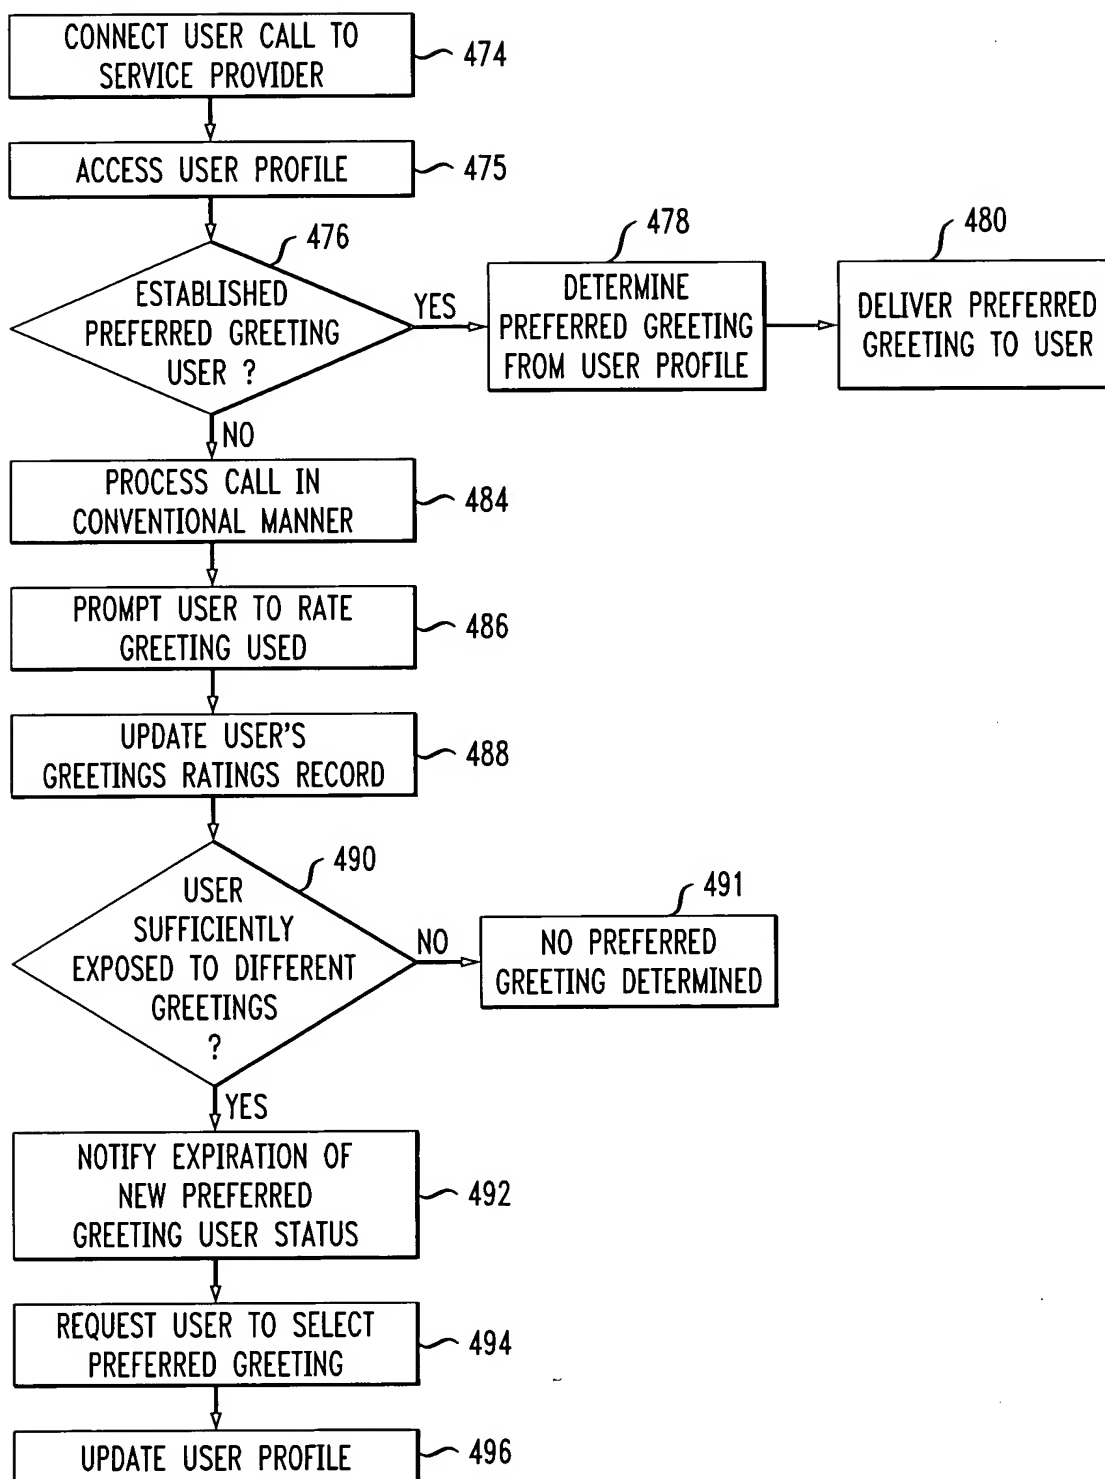 CONNECT USER CALL TO
SERVICE PROVIDER
474
ACCESS USER PROFILE
475
476
ESTABLISHED
PREFERRED GREETING
USER ?
YES
478
DETERMINE
PREFERRED GREETING
FROM USER PROFILE
480
DELIVER PREFERRED
GREETING TO USER
NO
PROCESS CALL IN
CONVENTIONAL MANNER
484
PROMPT USER TO RATE
GREETING USED
486
UPDATE USER'S
GREETINGS RATINGS RECORD
488
490
USER
SUFFICIENTLY
EXPOSED TO DIFFERENT
GREETINGS
?
NO
491
NO PREFERRED
GREETING DETERMINED
YES
NOTIFY EXPIRATION OF
NEW PREFERRED
GREETING USER STATUS
492
REQUEST USER TO SELECT
PREFERRED GREETING
494
UPDATE USER PROFILE
496